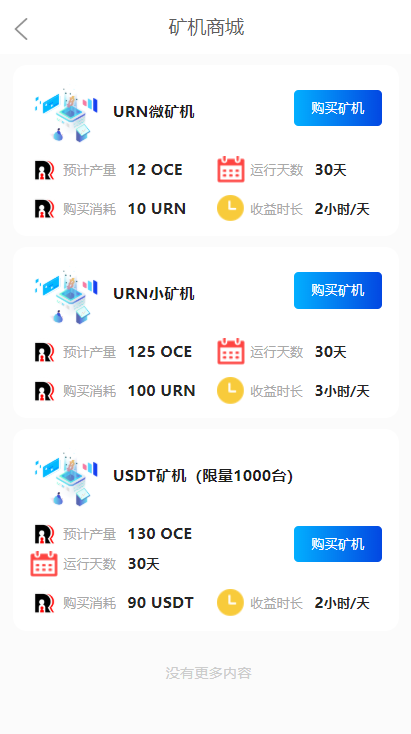 矿机商城
URN微矿机
购买矿机
预计产量 12 OCE 运行天数 30天
购买消耗 10 URN 收益时长 2小时/天
URN小矿机
购买矿机
预计产量 125 OCE 运行天数 30天
购买消耗 100 URN 收益时长 3小时/天
USDT矿机（限量1000台）
预计产量 130 OCE
购买矿机
运行天数 30天
购买消耗 90 USDT 收益时长 2小时/天
没有更多内容